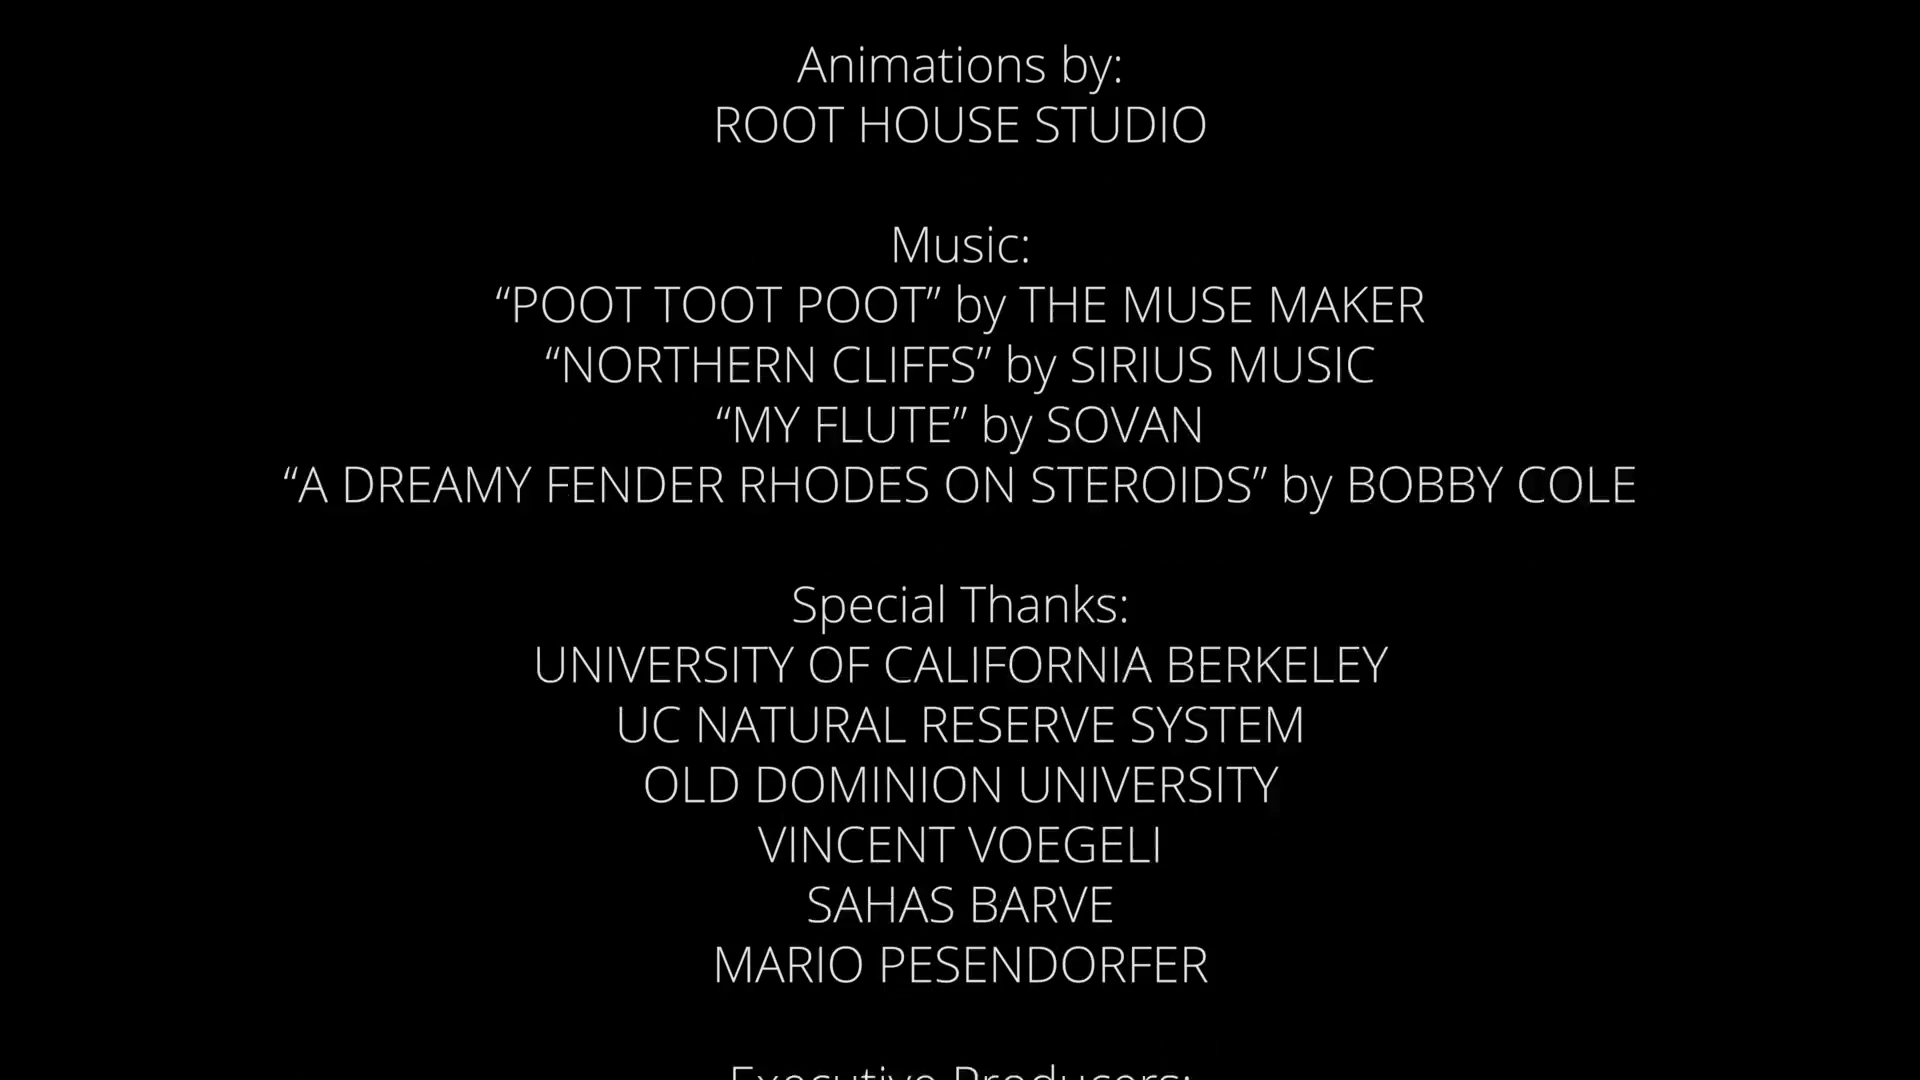 Animations by:
ROOT HOUSE STUDIO
Music:
“POOT TOOT POOT” by THE MUSE MAKER
“NORTHERN CLIFFS” by SIRIUS MUSIC
“MY FLUTE” by SOVAN
“A DREAMY FENDER RHODES ON STEROIDS” by BOBBY COLE
Special Thanks:
UNIVERSITY OF CALIFORNIA BERKELEY
UC NATURAL RESERVE SYSTEM
OLD DOMINION UNIVERSITY
VINCENT VOEGELI
SAHAS BARVE
MARIO PESENDORFER
Executive Producers: